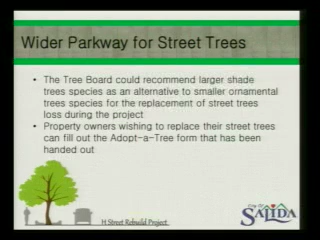 Wider Parkway for Street Trees
• The Tree Board could recommend larger shade
trees species as an alternative to smaller ornamental
trees species for the replacement of street trees
loss during the project
• Property owners wishing to replace their street trees
can fill out the Adopt-a-Tree form that has been
handed out
H Street Rebuild Project
City Of
SALIDA